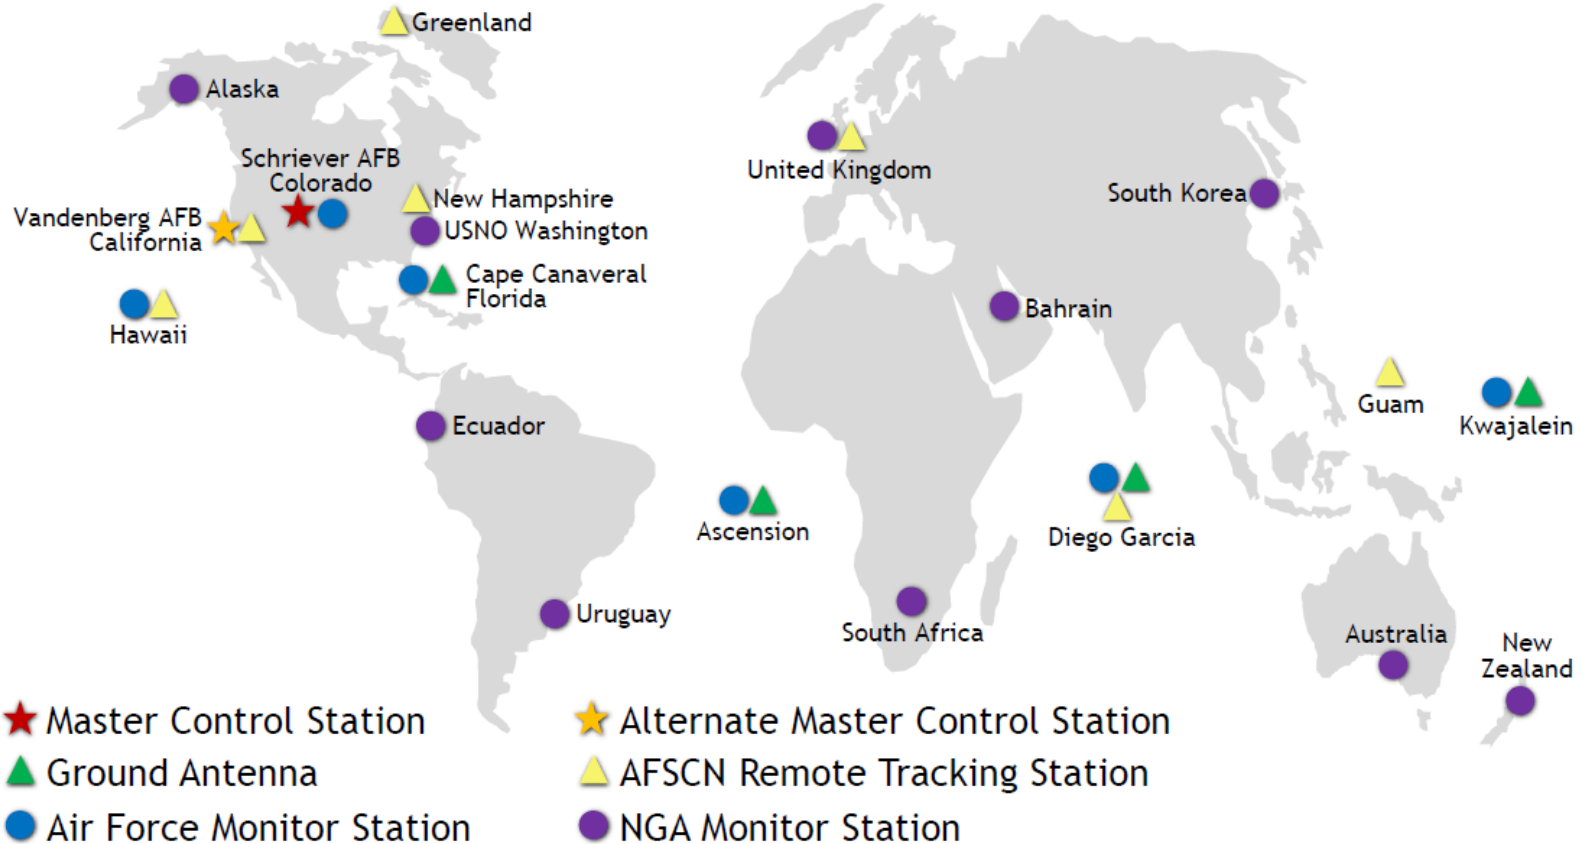 Greenland
Alaska
Schriever AFB
Colorado
New Hampshire
Vandenberg AFB
California
USNO Washington
Cape Canaveral
Florida
Hawaii
United Kingdom
South Korea
Bahrain
Guam
Kwajalein
Ecuador
Ascension
Diego Garcia
Uruguay
South Africa
Australia
New
Zealand
Master Control Station
Alternate Master Control Station
Ground Antenna
AFSCN Remote Tracking Station
Air Force Monitor Station
NGA Monitor Station